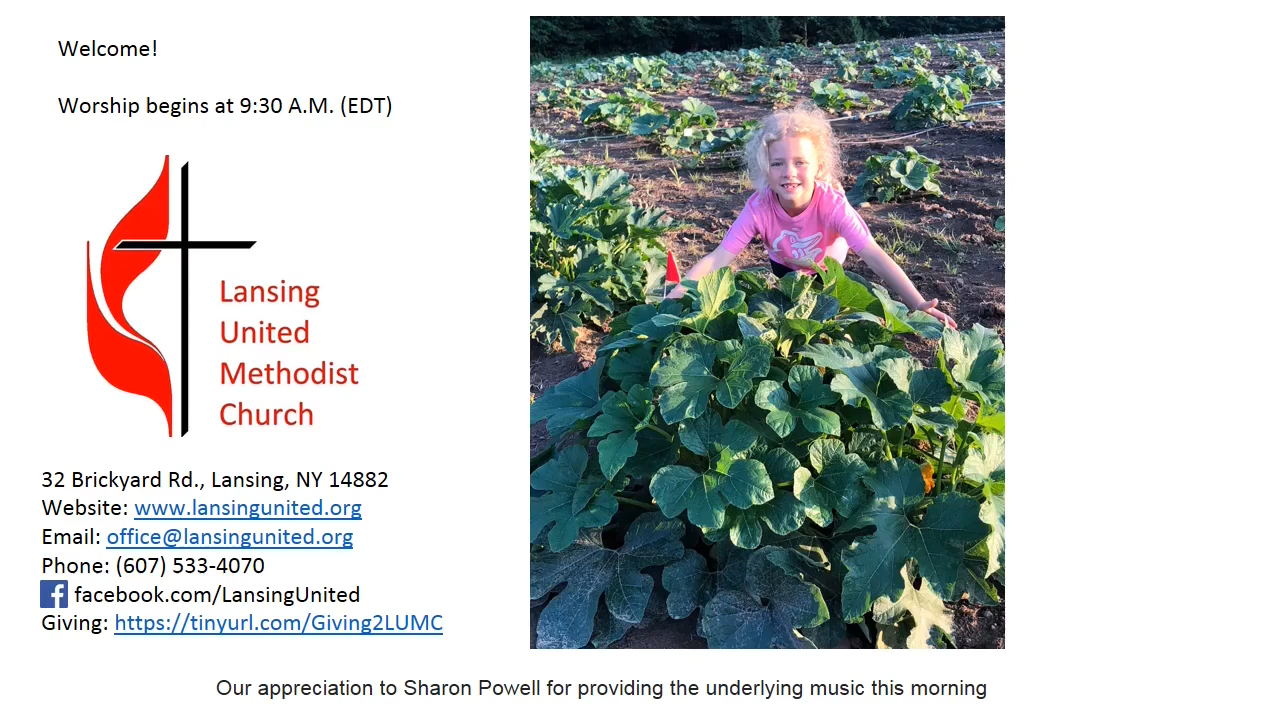 Welcome!
Worship begins at 9:30 A.M. (EDT)
Lansing
United
Methodist
Church
32 Brickyard Rd., Lansing, NY 14882
Website: www.lansingunited.org
Email: office@lansingunited.org
Phone: (607) 533-4070
facebook.com/LansingUnited
Giving: https://tinyurl.com/Giving2LUMC
Our appreciation to Sharon Powell for providing the underlying music this morning